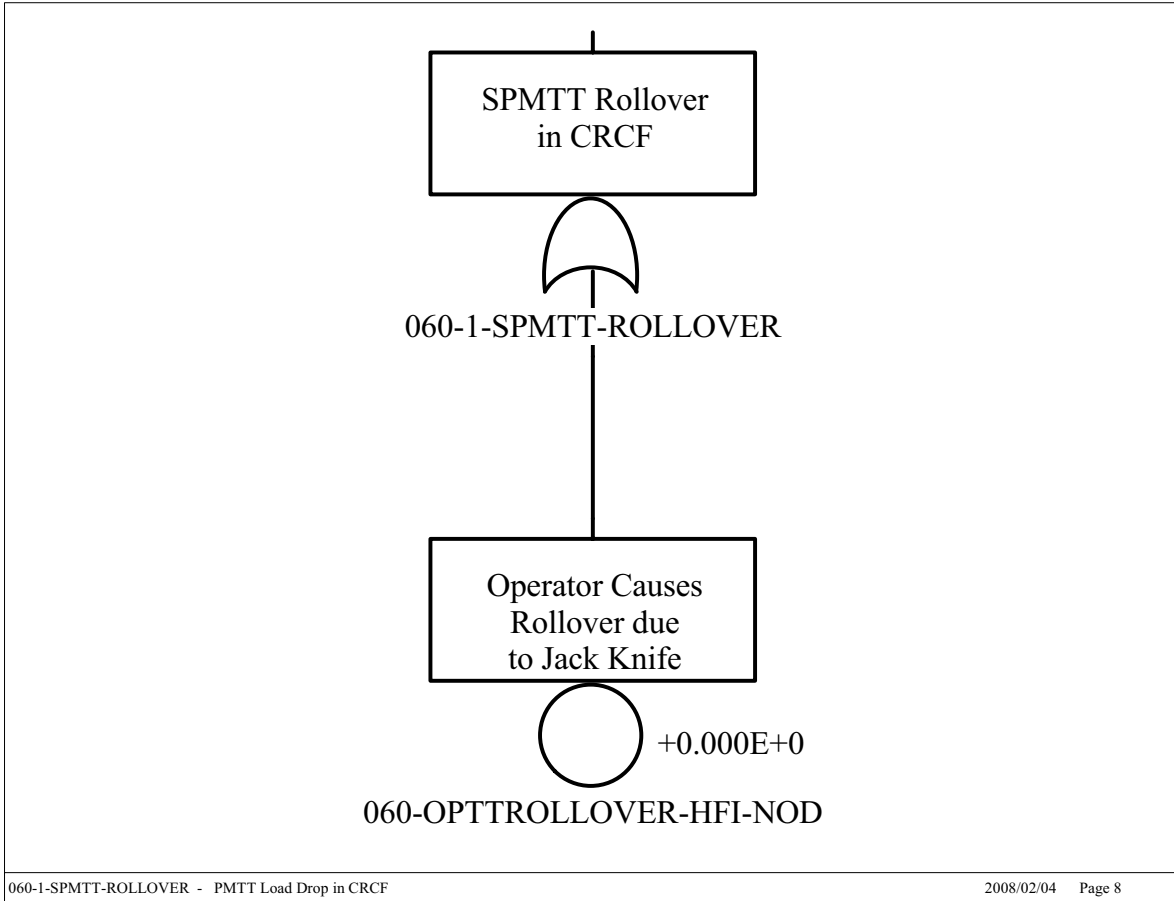 SPMTT Rollover
in CRCF
060-1-SPMTT-ROLLOVER
Operator Causes
Rollover due
to Jack Knife
+0.000E+0
060-OPTTROLLOVER-HFI-NOD
060-1-SPMTT-ROLLOVER - PMTT Load Drop in CRCF 2008/02/04 Page 8